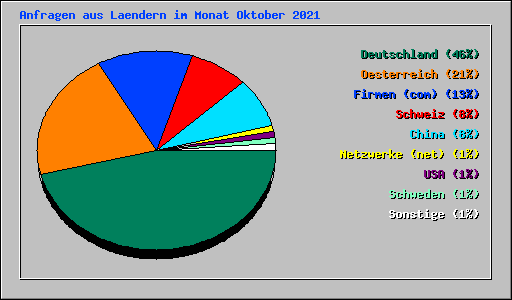 Anfragen aus Laendern im Monat Oktober 2021
Deutschland (46%)
Oesterreich (21%)
Firmen (com) (13%)
Schweiz (8%)
China (8%)
Netzwerke (net) (1%)
USA (1%)
Schweden (1%)
Sonstige (1%)